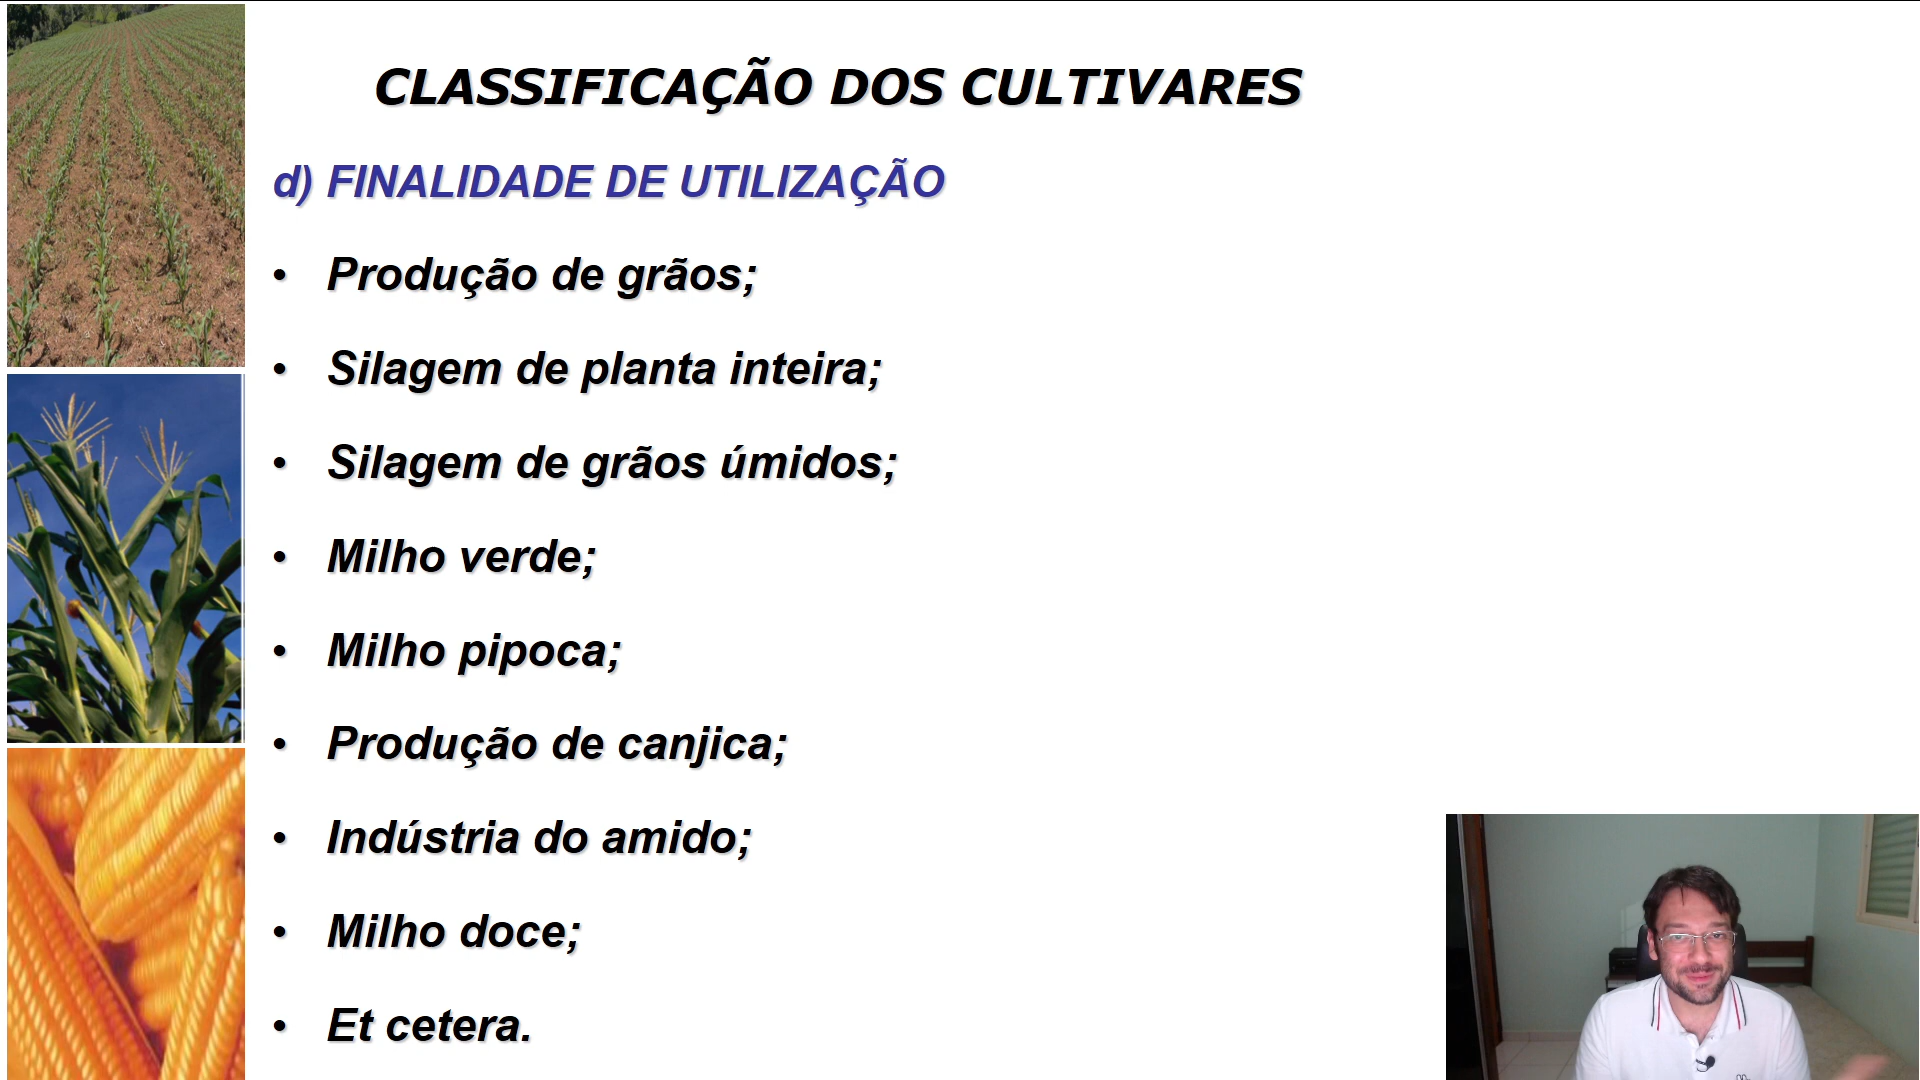 CLASSIFICAÇÃO DOS CULTIVARES
d) FINALIDADE DE UTILIZAÇÃO
• Produção de grãos;
• Silagem de planta inteira;
• Silagem de grãos úmidos;
• Milho verde;
• Milho pipoca;
• Produção de canjica;
• Indústria do amido;
• Milho doce;
• Et cetera.